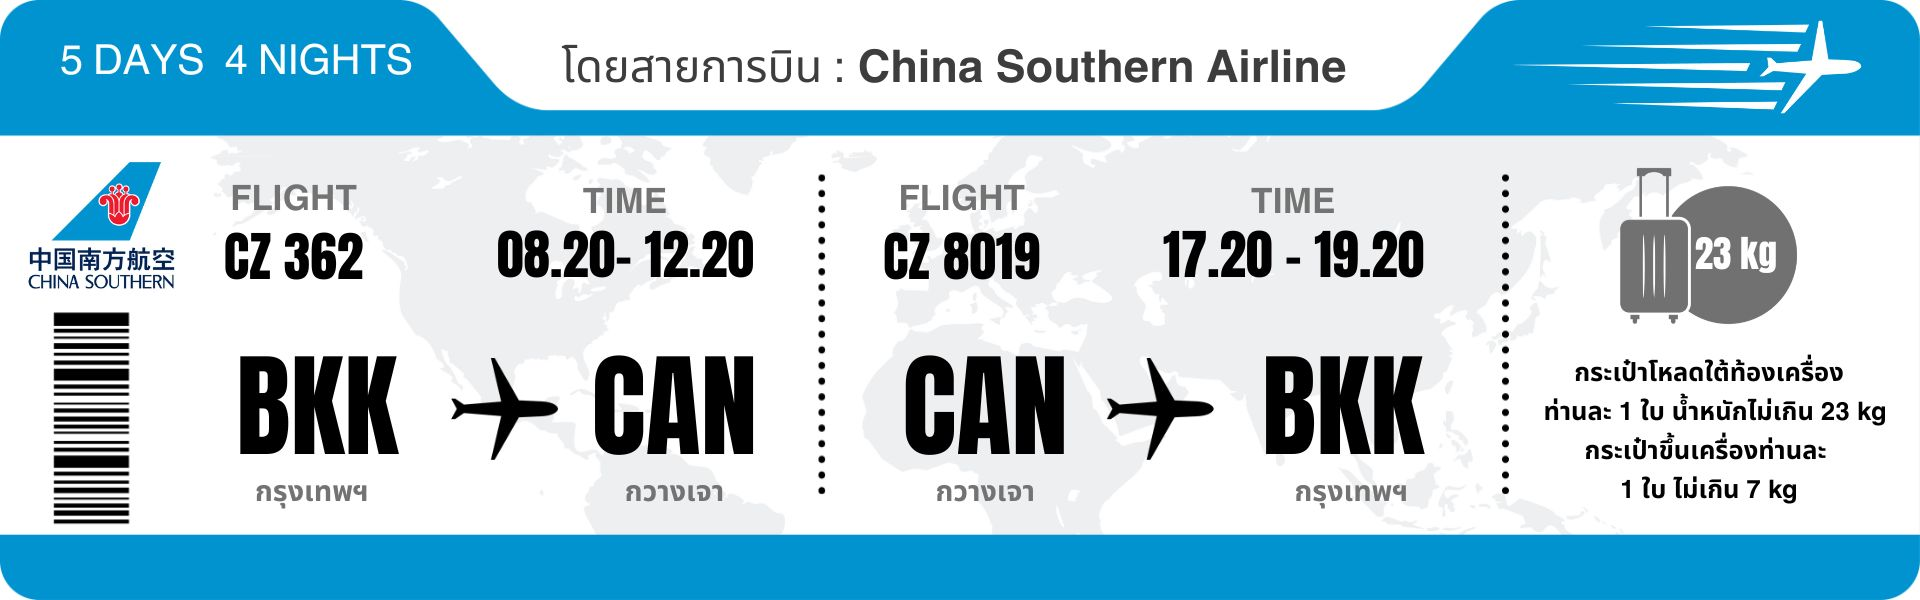 5 DAYS 4 NIGHTS
โดยสายการบิน : China Southern Airline
中国南方航空
CHINA SOUTHERN
FLIGHT
CZ 362
TIME
08.20- 12.20
BKK
CAN
กรุงเทพฯ
กวางเจา
FLIGHT
CZ 8019
TIME
17.20 - 19.20
CAN
BKK
กวางเจา
กรุงเทพฯ
23 kg
กระเป๋าโหลดใต้ท้องเครื่อง
ท่านละ 1 ใบ น้ำหนักไม่เกิน 23 kg
กระเป๋าขึ้นเครื่องท่านละ
1 ใบ ไม่เกิน 7 kg